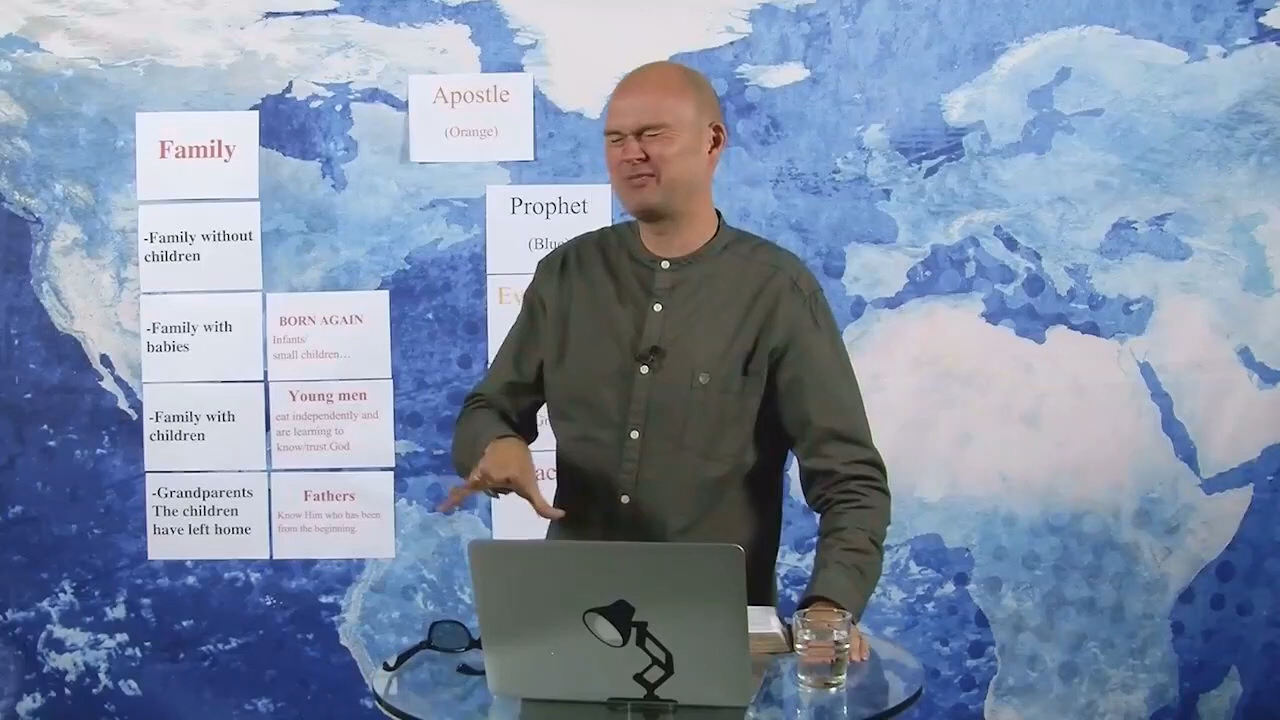 Family
-Family without
children
-Family with
babies
-Family with
children
-Grandparents
The children
have left home
BORN AGAIN
Infants/
small children…
Young men
eat independently and
are learning to
know/trust God
Fathers
Know Him who has been
from the beginning.
Apostle
(Orange)
Prophet